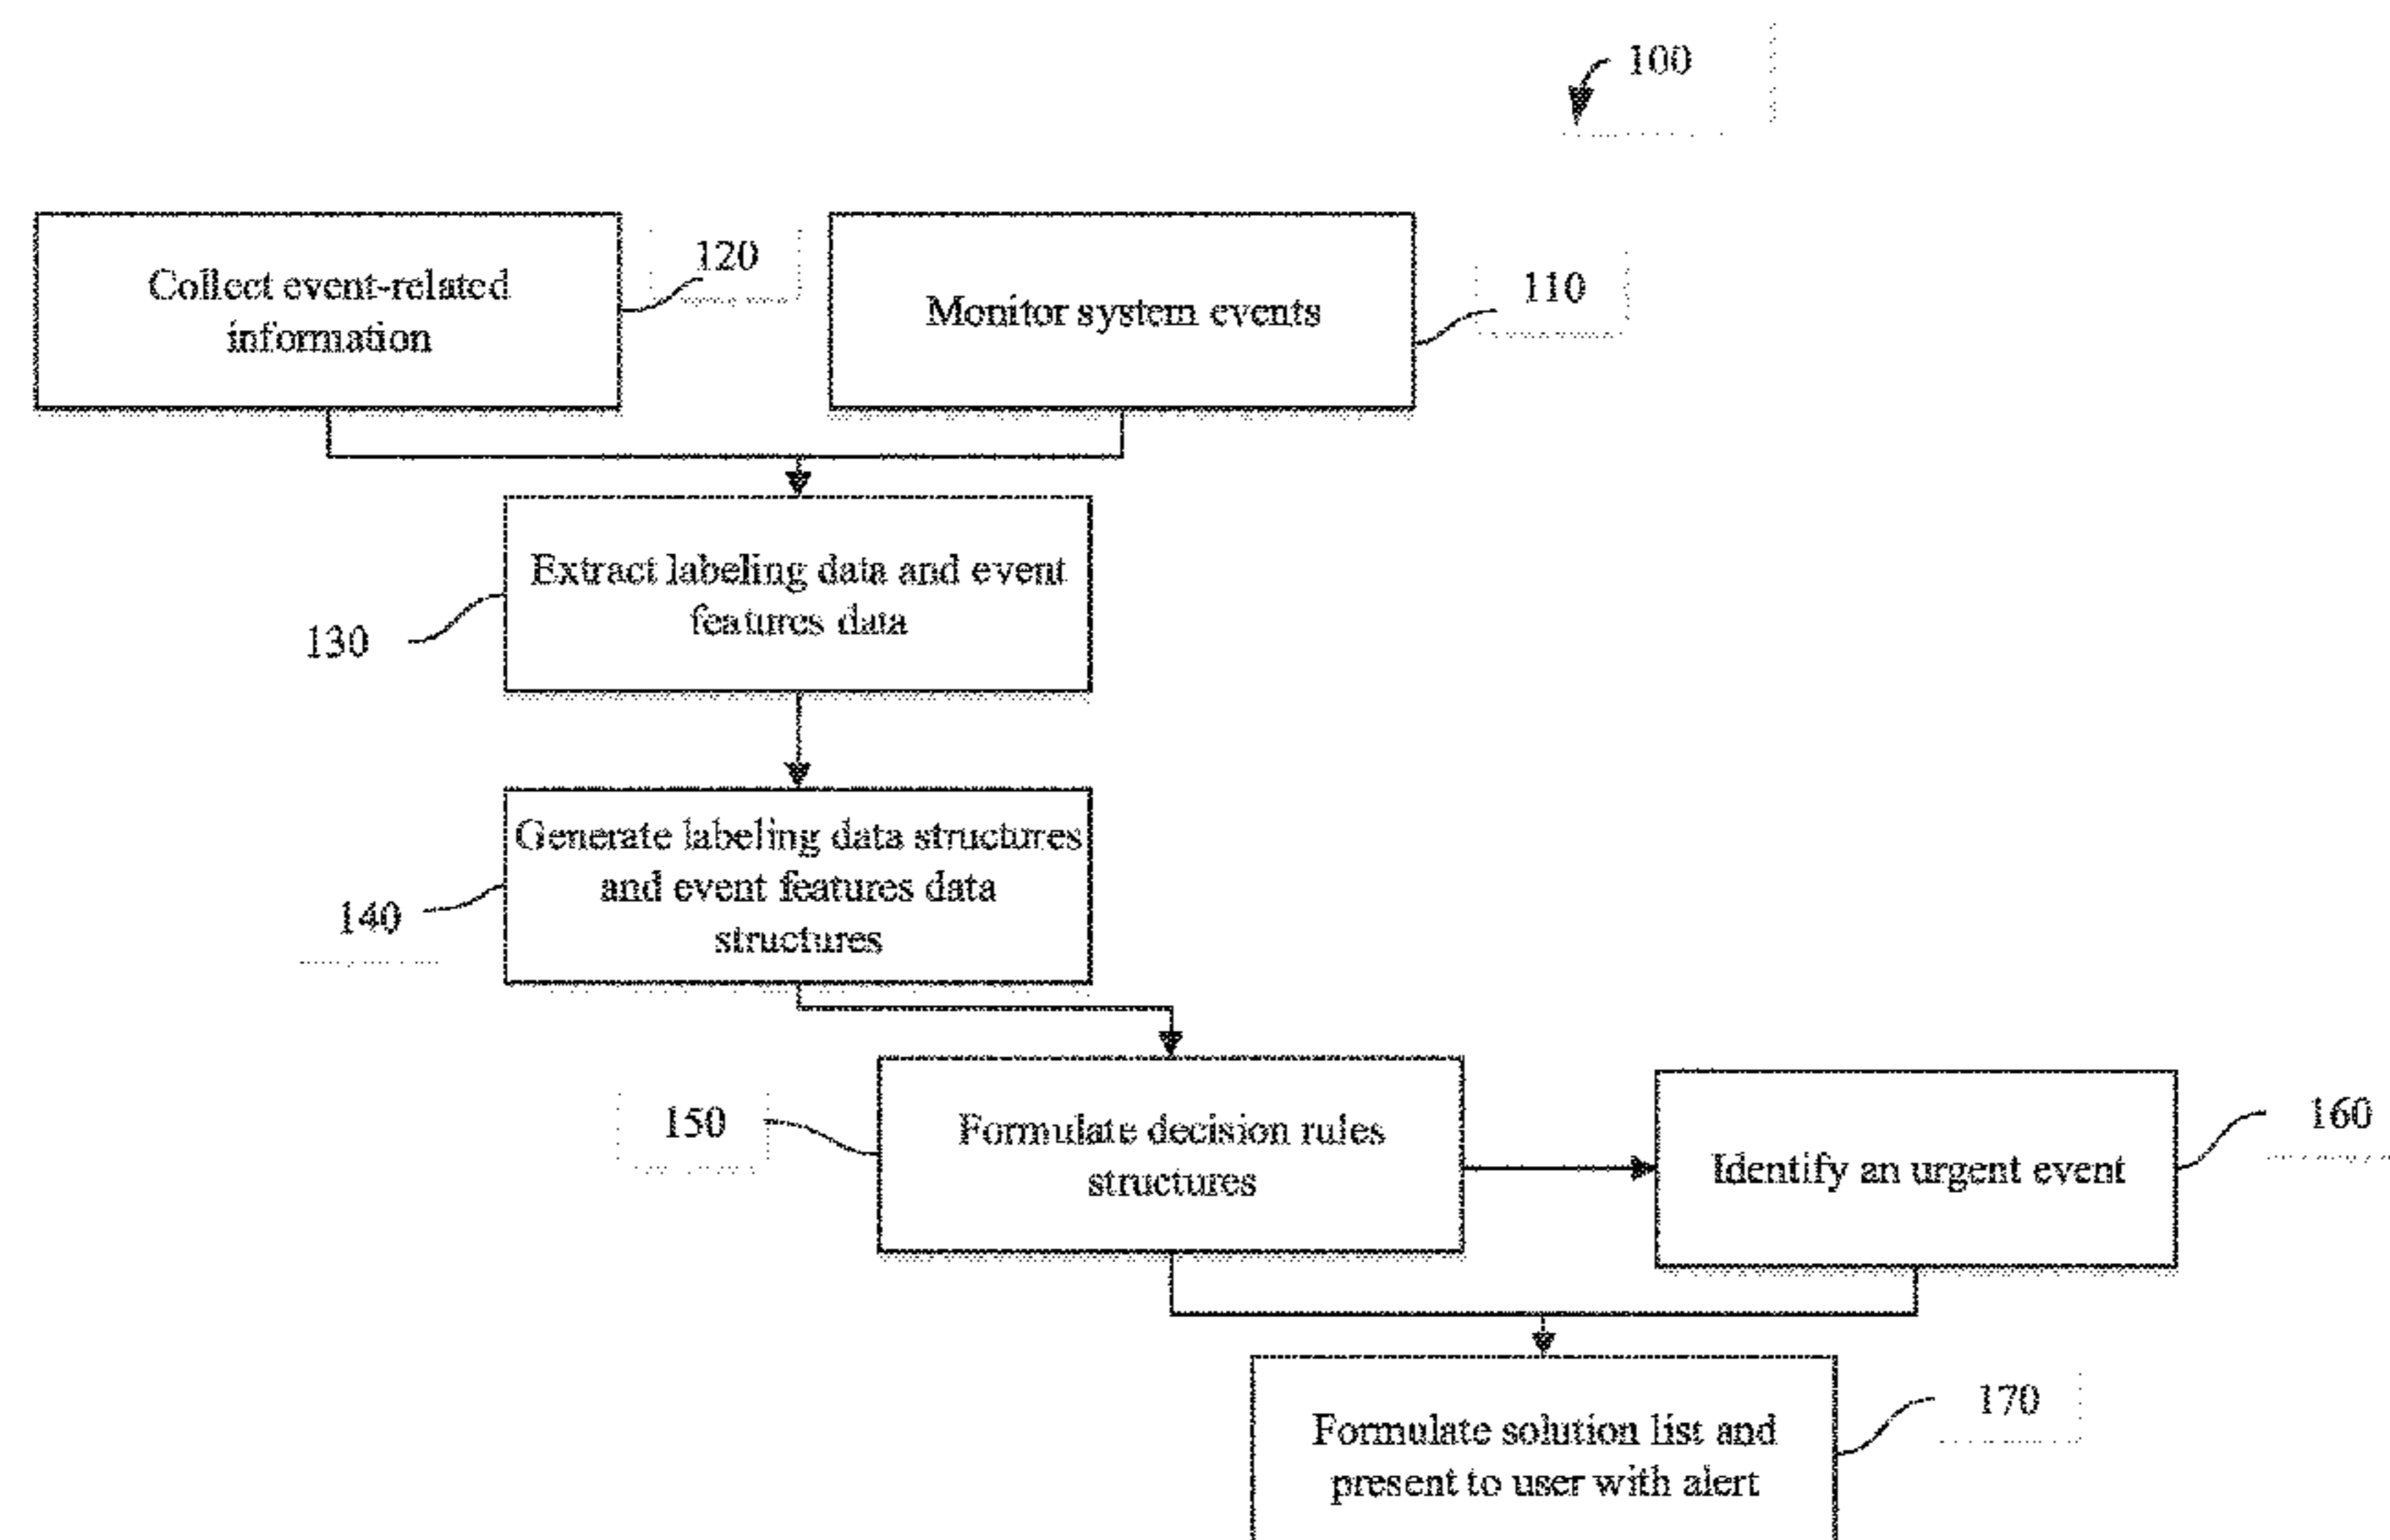 100
Collect event-related
information
120
Monitor system events
110
Extract labeling data and event
features data
130
Generate labeling data structures
and event features data
structures
140
150
Formulate decision rules
structures
Identify an urgent event
160
Formulate solution list and
present to user with alert
170